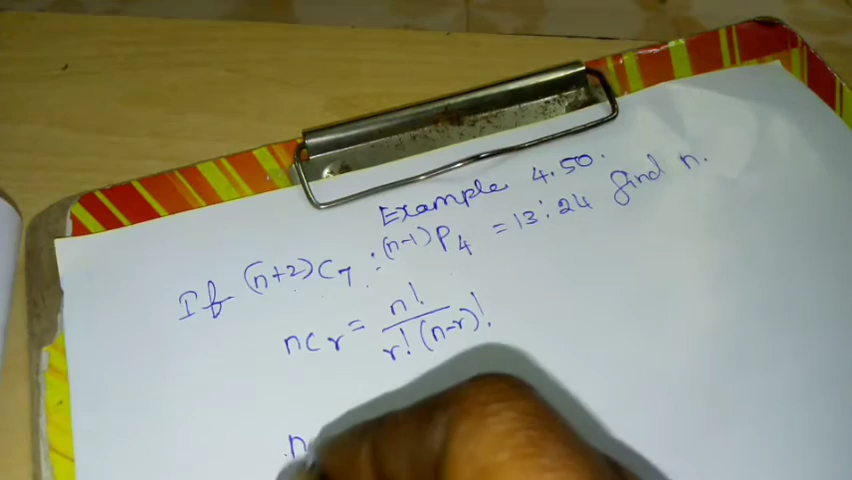 Example 4.50.
If (n+2)C₇ : (n-1)P₄ = 13:24 find n.
nCᵣ = n! / r!(n-r)!
n